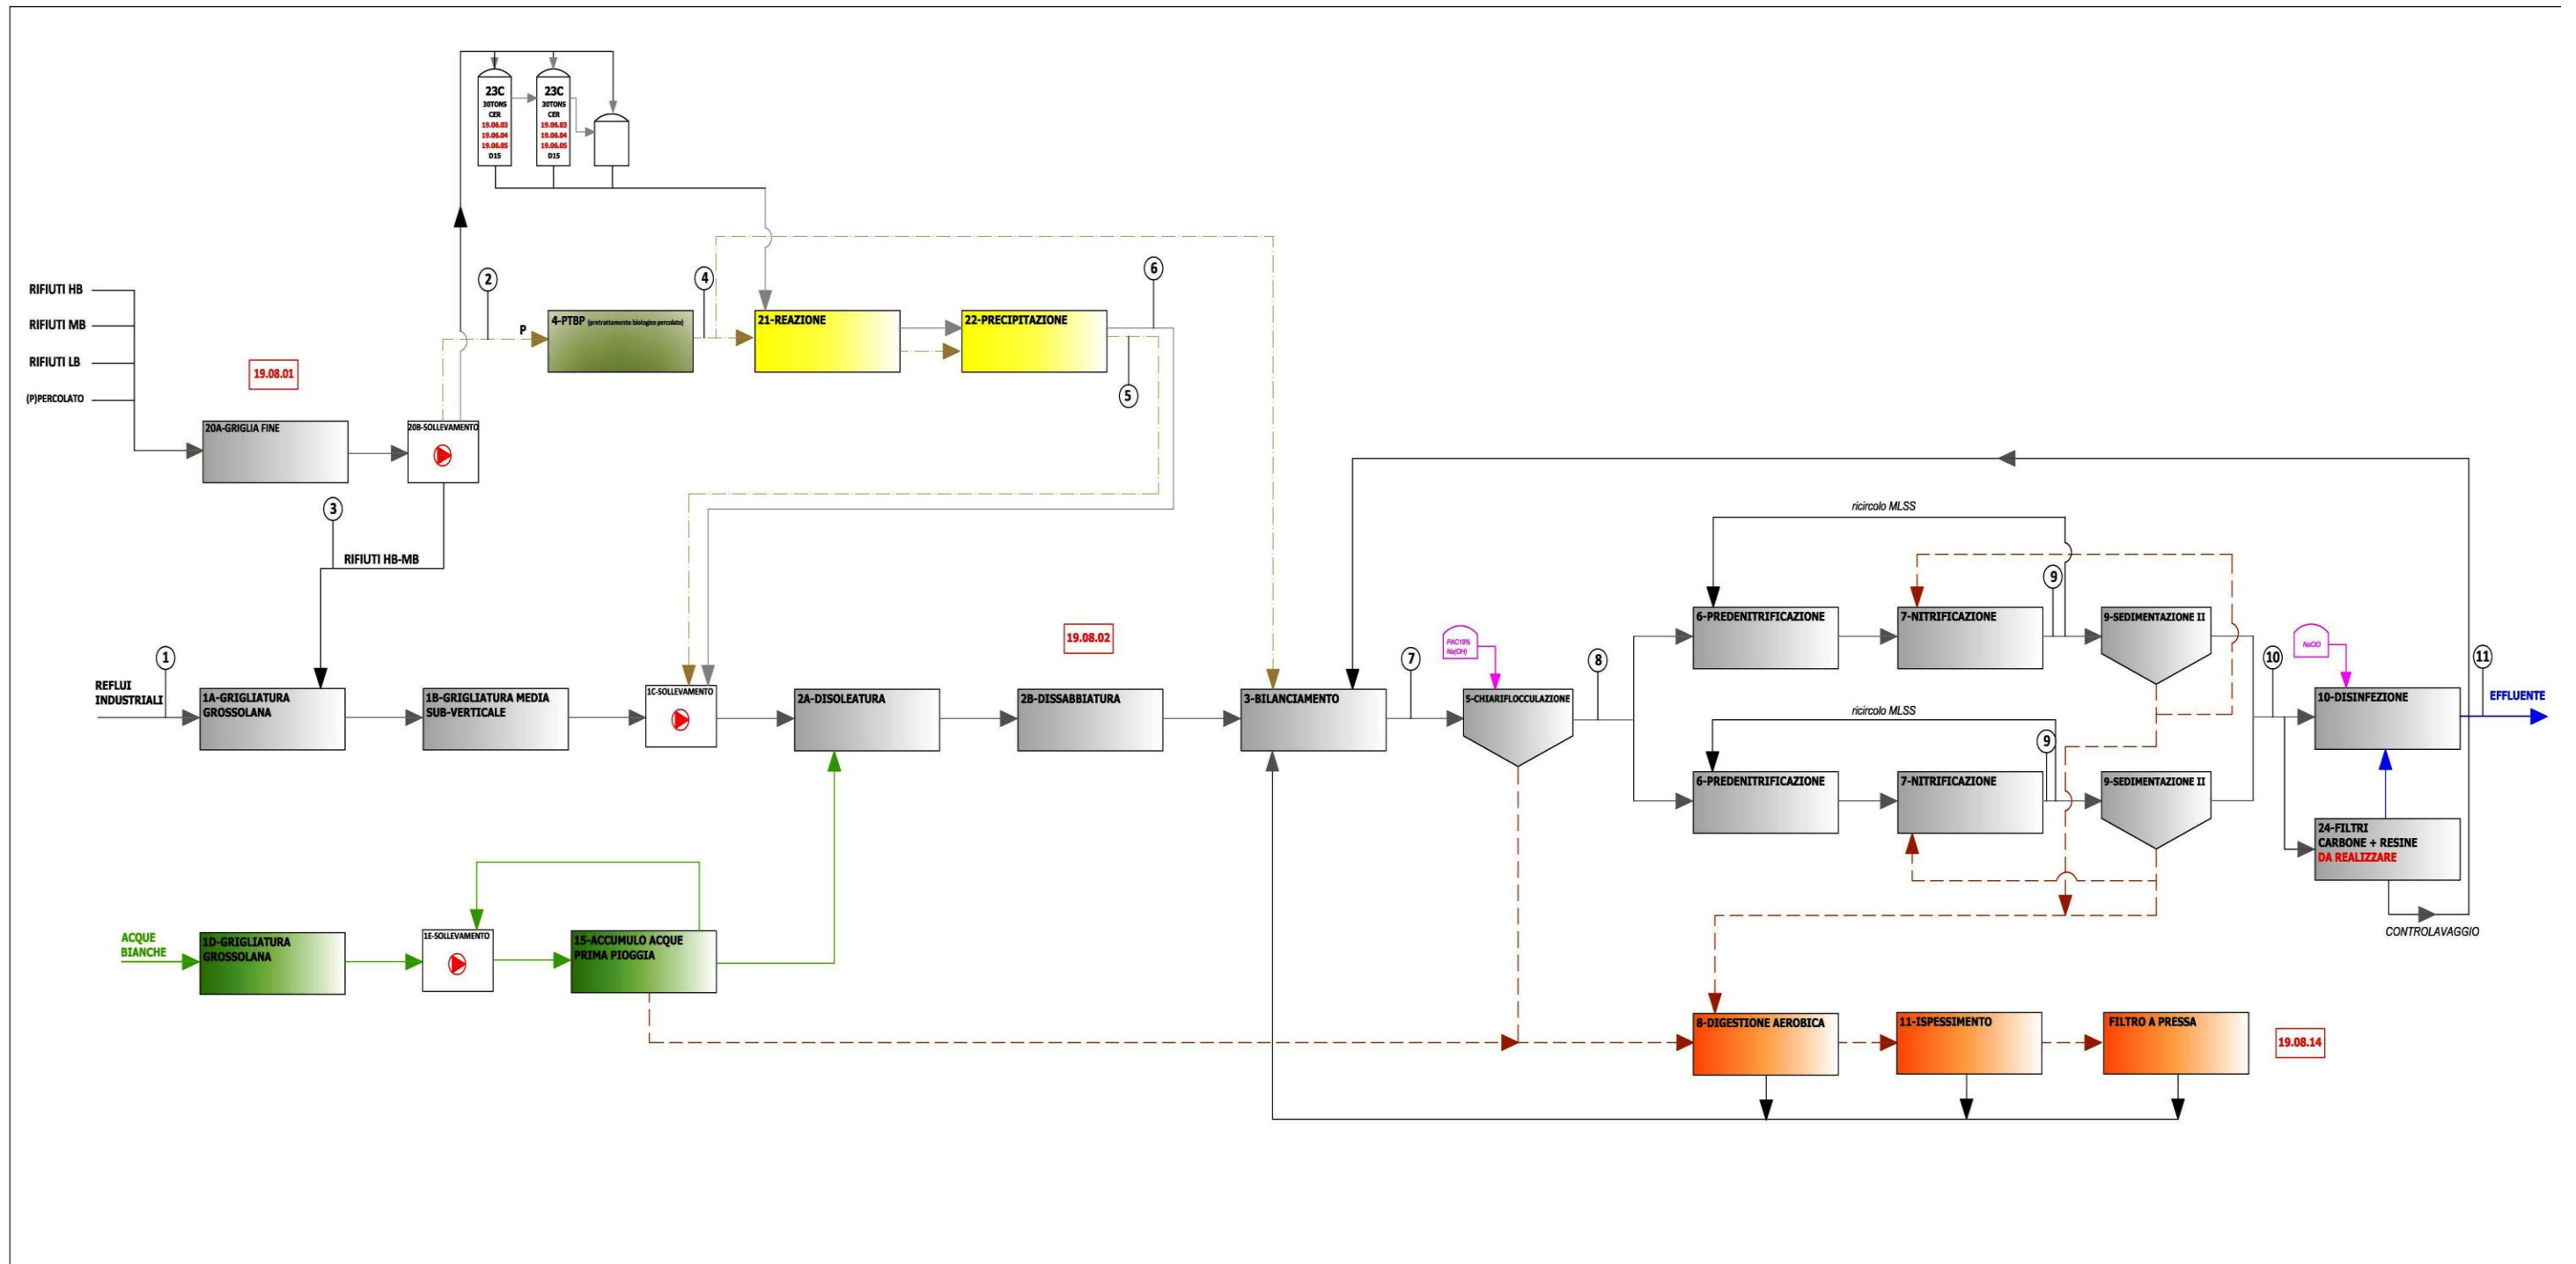 23C
30TONS
CER
19.06.03
19.06.04
19.06.05
D15
23C
30TONS
CER
19.06.03
19.06.04
19.06.05
D15
RIFIUTI HB
RIFIUTI MB
RIFIUTI LB
(P)PERCOLATO
19.08.01
20A-GRIGLIA FINE
20B-SOLLEVAMENTO
2
P
4-PTBP (pretrattamento biologico percolato)
4
21-REAZIONE
22-PRECIPITAZIONE
6
5
3
RIFIUTI HB-MB
1
REFLUI
INDUSTRIALI
1A-GRIGLIATURA
GROSSOLANA
1B-GRIGLIATURA MEDIA
SUB-VERTICALE
1C-SOLLEVAMENTO
2A-DISOLEATURA
19.08.02
2B-DISSABBIATURA
3-BILANCIAMENTO
7
PAC18%
Na(OH)
5-CHIARIFLOCCULAZIONE
8
ricircolo MLSS
6-PREDENITRIFICAZIONE
7-NITRIFICAZIONE
9
9-SEDIMENTAZIONE II
ricircolo MLSS
6-PREDENITRIFICAZIONE
7-NITRIFICAZIONE
9
9-SEDIMENTAZIONE II
10
NaClO
10-DISINFEZIONE
11
EFFLUENTE
24-FILTRI
CARBONE + RESINE
DA REALIZZARE
CONTROLAVAGGIO
ACQUE
BIANCHE
1D-GRIGLIATURA
GROSSOLANA
1E-SOLLEVAMENTO
15-ACCUMULO ACQUE
PRIMA PIOGGIA
8-DIGESTIONE AEROBICA
11-ISPESSIMENTO
FILTRO A PRESSA
19.08.14